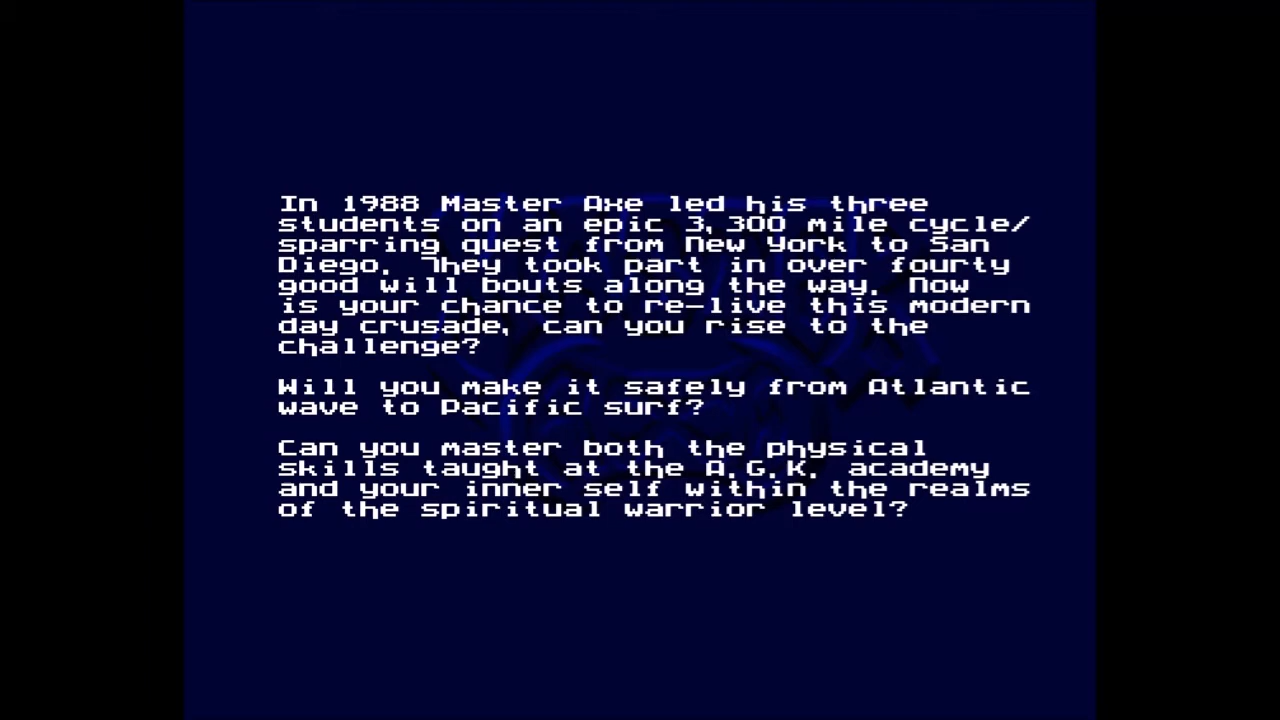 In 1988 Master Axe led his three
students on an epic 3,300 mile cycle/
sparring quest from New York to San
Diego. They took part in over fourty
good will bouts along the way. Now
is your chance to re-live this modern
day crusade, can you rise to the
challenge?
Will you make it safely from Atlantic
wave to Pacific surf?
Can you master both the physical
skills taught at the A.G.K. academy
and your inner self within the realms
of the spiritual warrior level?